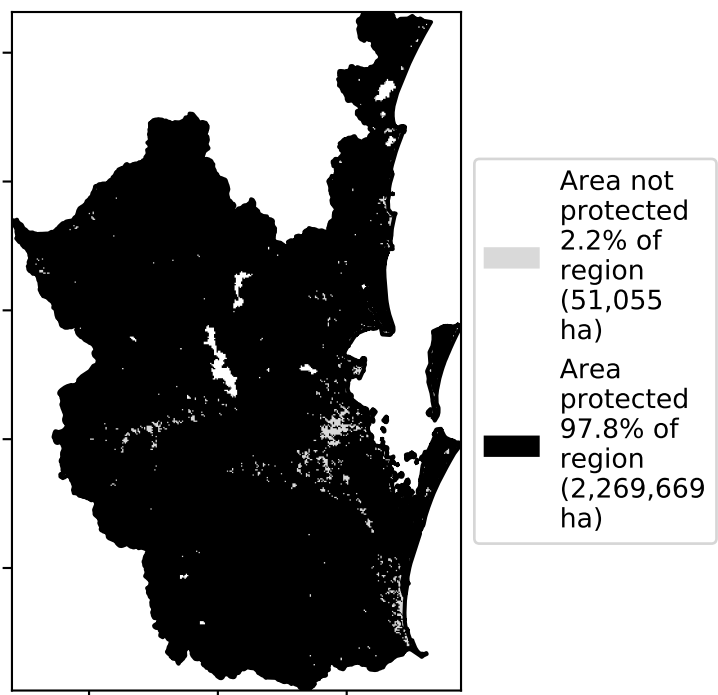 Area not
protected
2.2% of
region
(51,055
ha)
Area
protected
97.8% of
region
(2,269,669
ha)